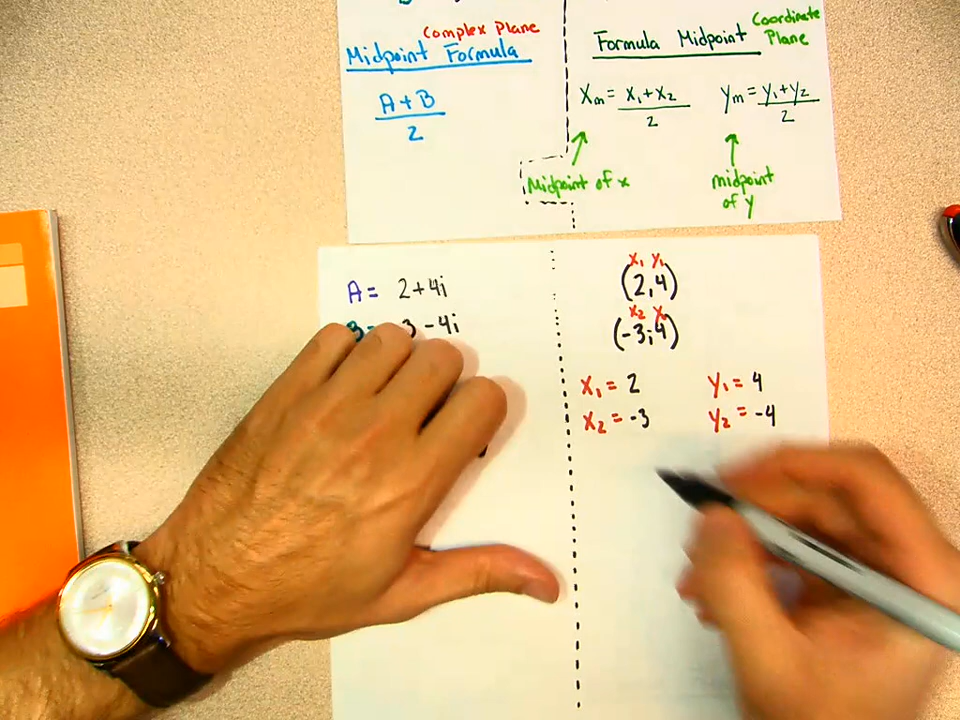 Complex Plane
Midpoint Formula
A+B
2
Coordinate
Formula Midpoint Plane
Xm = x1+x2 / 2
ym = y1+y2 / 2
Midpoint of x
midpoint
of y
A = 2+4i
3-4i
x1 y1
(2,4)
x2
(-3,-4)
x1 = 2
x2 = -3
y1 = 4
y2 = -4